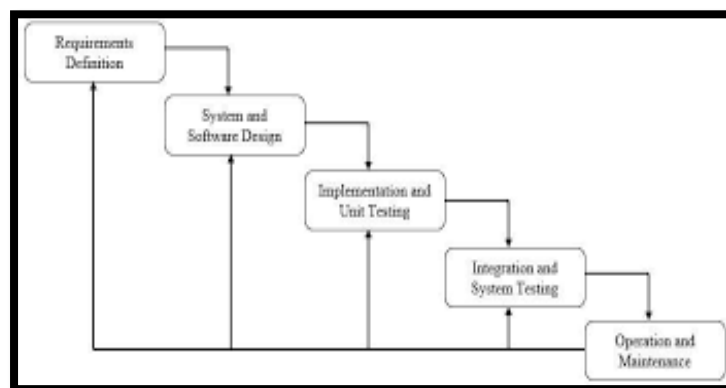 Requirements
Definition
System and
Software Design
Implementation and
Unit Testing
Integration and
System Testing
Operation and
Maintenance